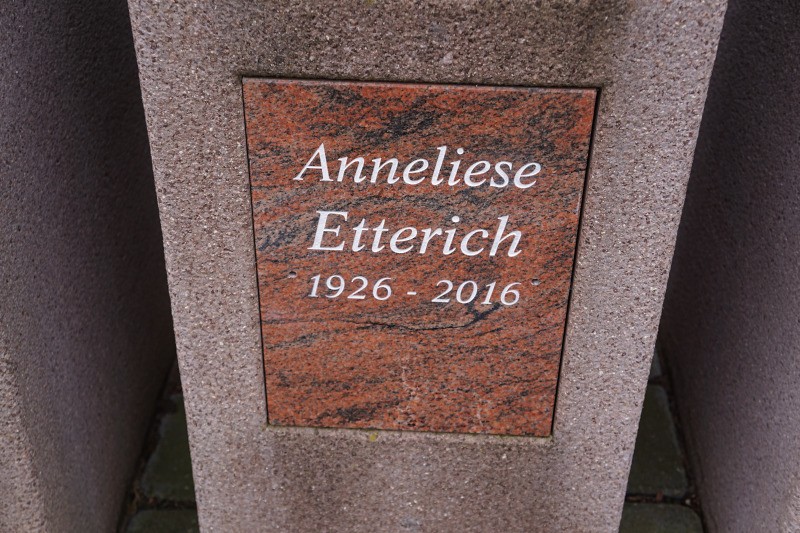 Anneliese
Etterich
1926 - 2016